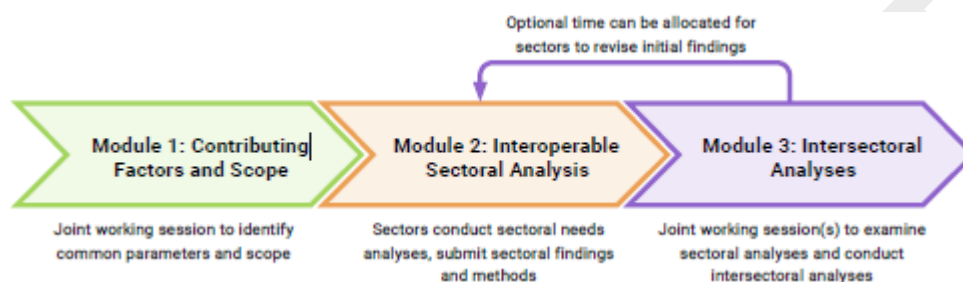 Optional time can be allocated for
sectors to revise initial findings
Module 1: Contributing
Factors and Scope
Module 2: Interoperable
Sectoral Analysis
Module 3: Intersectoral
Analyses
Joint working session to identify
common parameters and scope
Sectors conduct sectoral needs
analyses, submit sectoral findings
and methods
Joint working session(s) to examine
sectoral analyses and conduct
intersectoral analyses